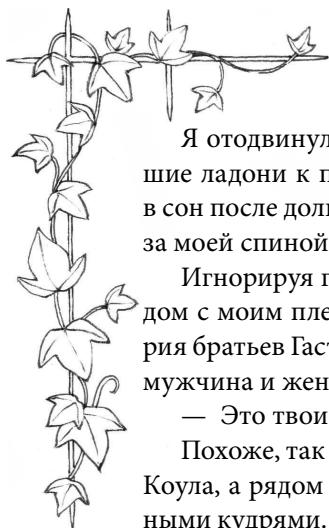 Я отодвинул
шие ладони к п
в сон после долг
за моей спиной
Игнорируя г
дом с моим пле
рия братьев Гаст
мужчина и жен
— Это твои
Похоже, так
Коула, а рядом
ными кудрями.